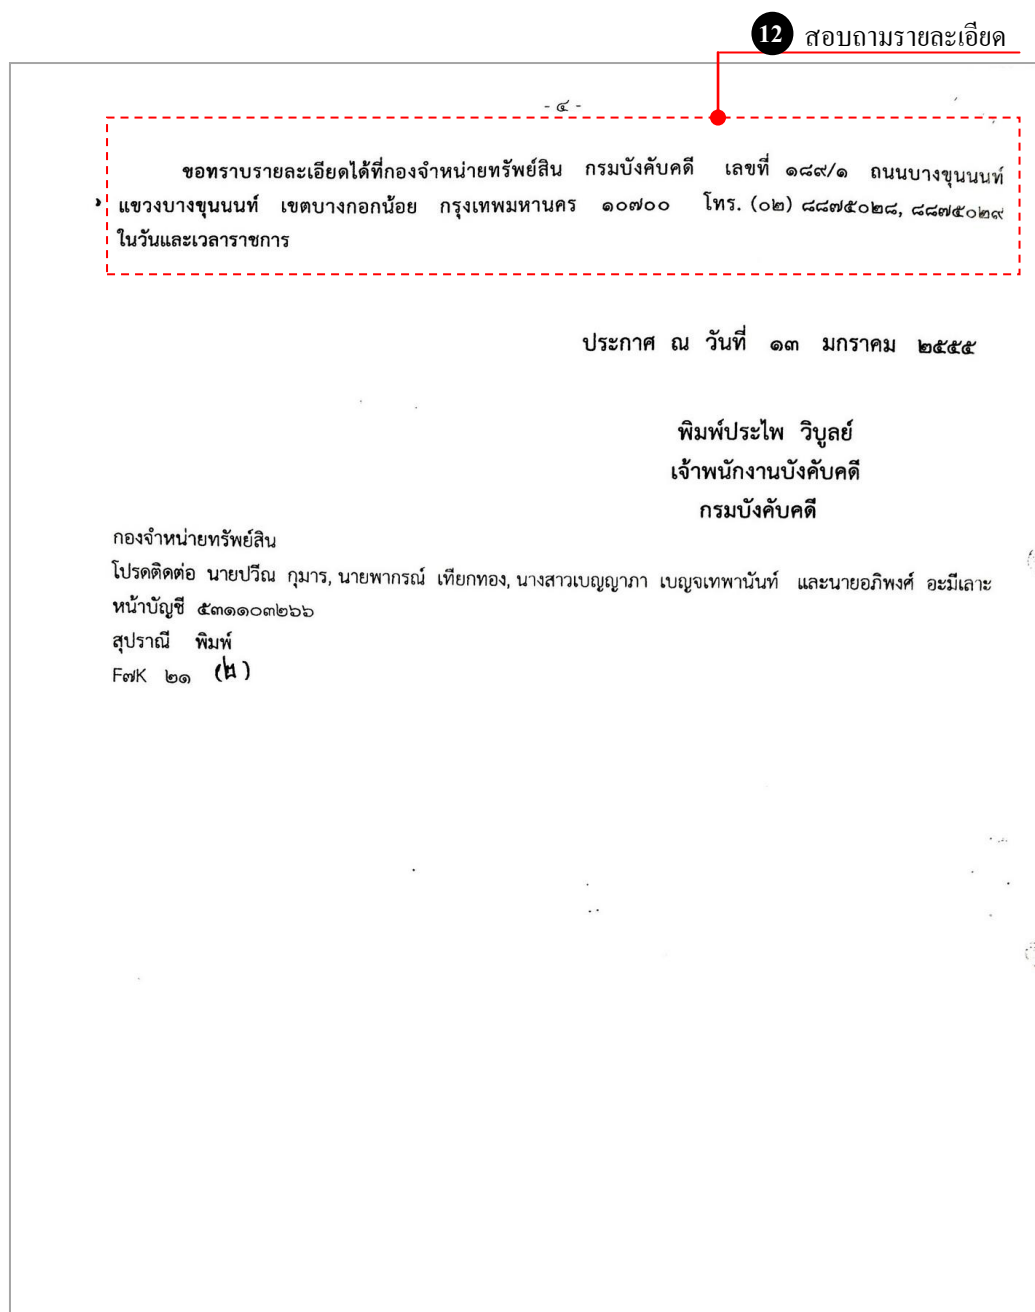 12 สอบถามรายละเอียด
- ๔ -
ขอทราบรายละเอียดได้ที่กองจำหน่ายทรัพย์สิน กรมบังคับคดี เลขที่ ๑๘๙/๑ ถนนบางขุนนนท์
แขวงบางขุนนนท์ เขตบางกอกน้อย กรุงเทพมหานคร ๑๐๗๐๐ โทร. (๐๒) ๘๘๗๕๐๒๘, ๘๘๗๕๐๒๙
ในวันและเวลาราชการ
ประกาศ ณ วันที่ ๑๓ มกราคม ๒๕๕๕
พิมพ์ประไพ วิบูลย์
เจ้าพนักงานบังคับคดี
กรมบังคับคดี
กองจำหน่ายทรัพย์สิน
โปรดติดต่อ นายปวีณ กุมาร, นายพากรณ์ เทียกทอง, นางสาวเบญญาภา เบญจเทพานันท์ และนายอภิพงศ์ อะมีเลาะ
หน้าบัญชี ๕๓๑๑๐๓๒๖๖
สุปราณี พิมพ์
F๗K ๒๑